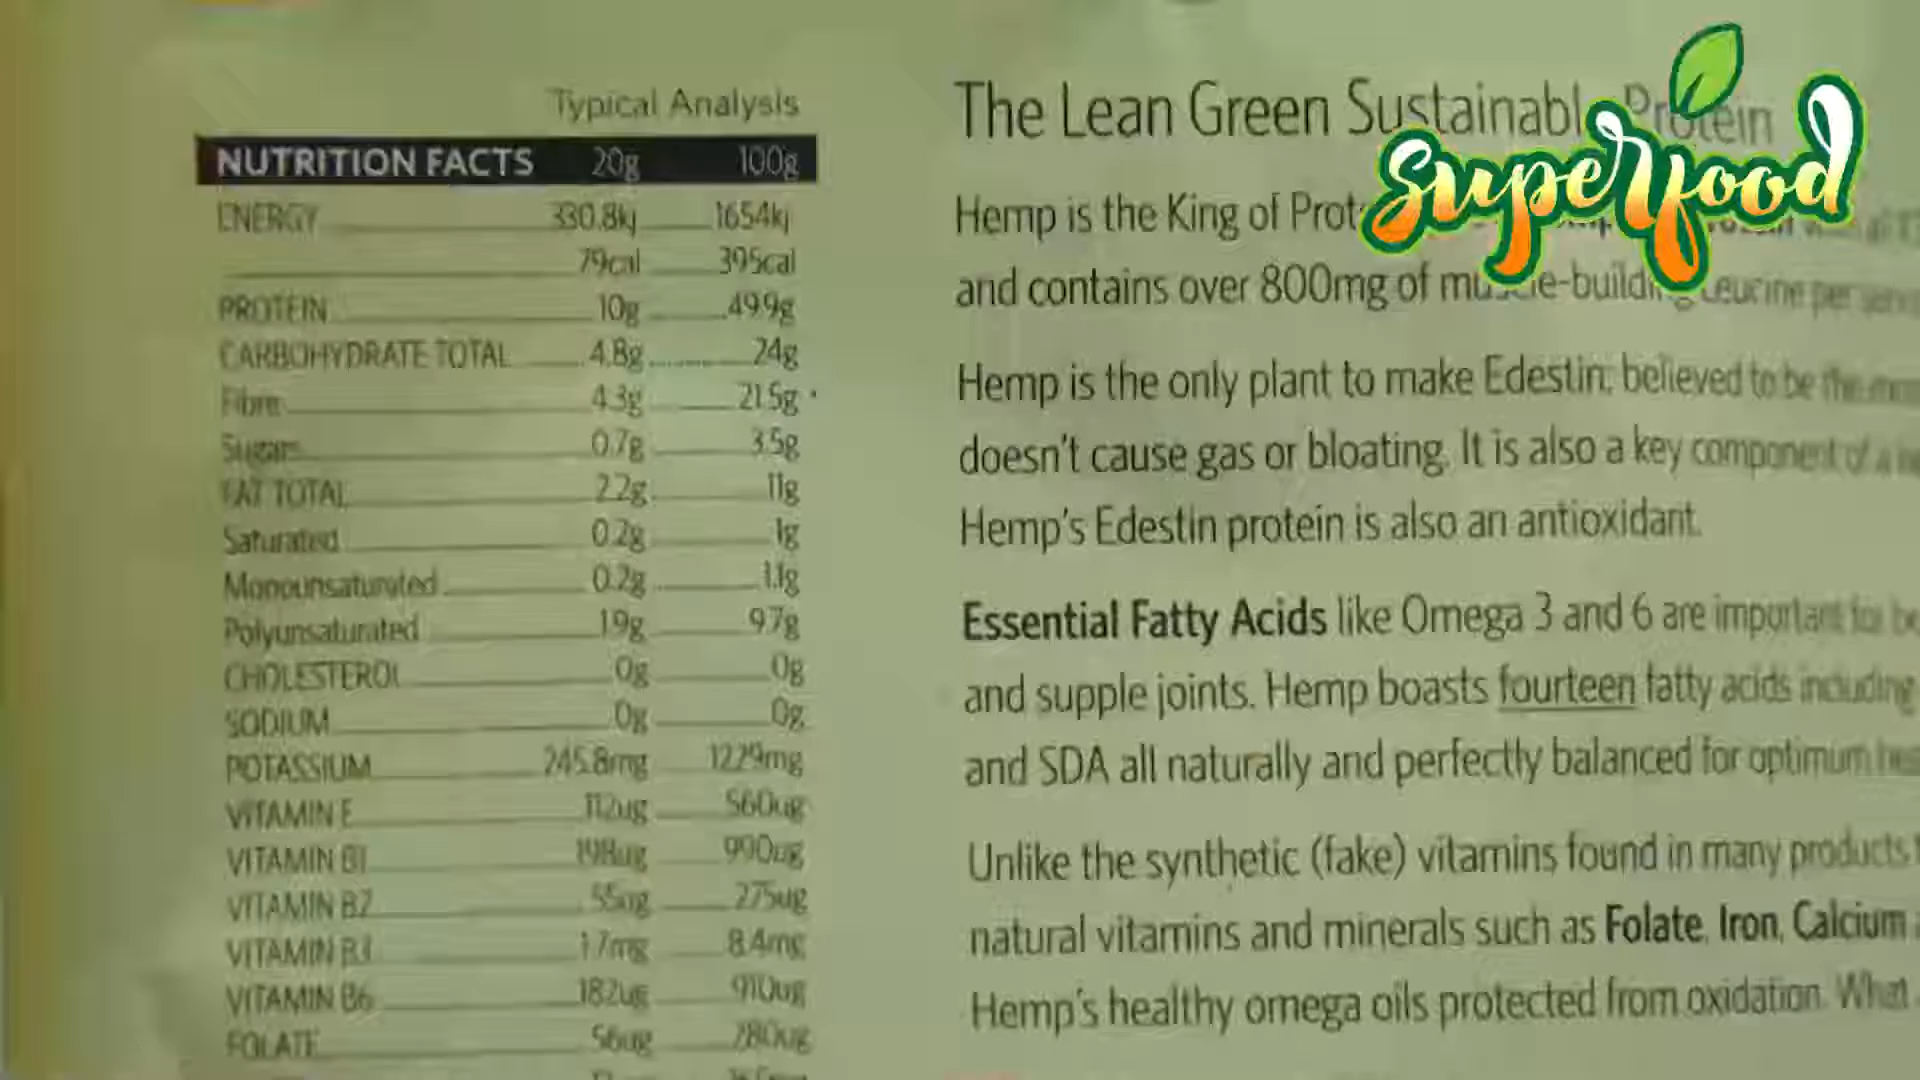 Typical Analysis
NUTRITION FACTS 20g 100g
ENERGY 330.8kj 1654kj
79cal 395cal
PROTEIN 10g 49.9g
CARBOHYDRATE TOTAL 4.8g 24g
Fibre 4.3g 21.5g
Sugars 0.7g 3.5g
FAT TOTAL 2.2g 11g
Saturated 0.2g 1g
Monounsaturated 0.2g 1.1g
Polyunsaturated 1.9g 9.7g
CHOLESTEROL 0g 0g
SODIUM 0g 0g
POTASSIUM 245.8mg 1229mg
VITAMIN E 112ug 560ug
VITAMIN B1 198ug 990ug
VITAMIN B2 55ug 275ug
VITAMIN B3 1.7mg 8.4mg
VITAMIN B6 182ug 910ug
FOLATE 56ug 280ug
superfood
The Lean Green Sustainabl Protein
Hemp is the King of Prot
and contains over 800mg of muscle-building Leucine per
Hemp is the only plant to make Edestin, believed to be the
doesn't cause gas or bloating. It is also a key component of a
Hemp's Edestin protein is also an antioxidant.
Essential Fatty Acids like Omega 3 and 6 are important for
and supple joints. Hemp boasts fourteen fatty acids including
and SDA all naturally and perfectly balanced for optimum
Unlike the synthetic (fake) vitamins found in many products
natural vitamins and minerals such as Folate, Iron, Calcium
Hemp's healthy omega oils protected from oxidation. What